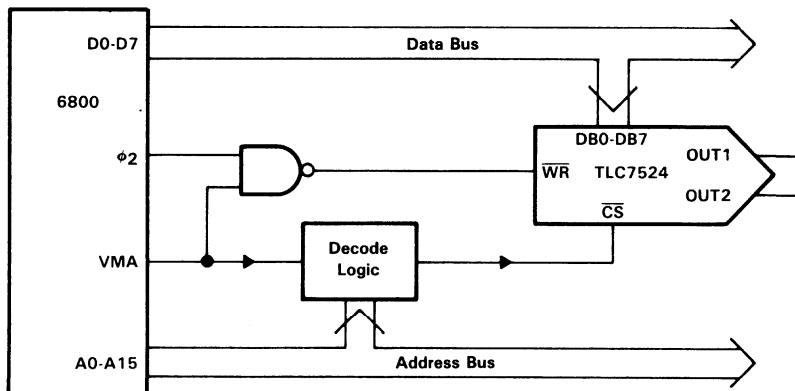 D0-D7
Data Bus
6800
DB0-DB7
ϕ2
OUT1
WR TLC7524
OUT2
CS
Decode
Logic
VMA
A0-A15
Address Bus